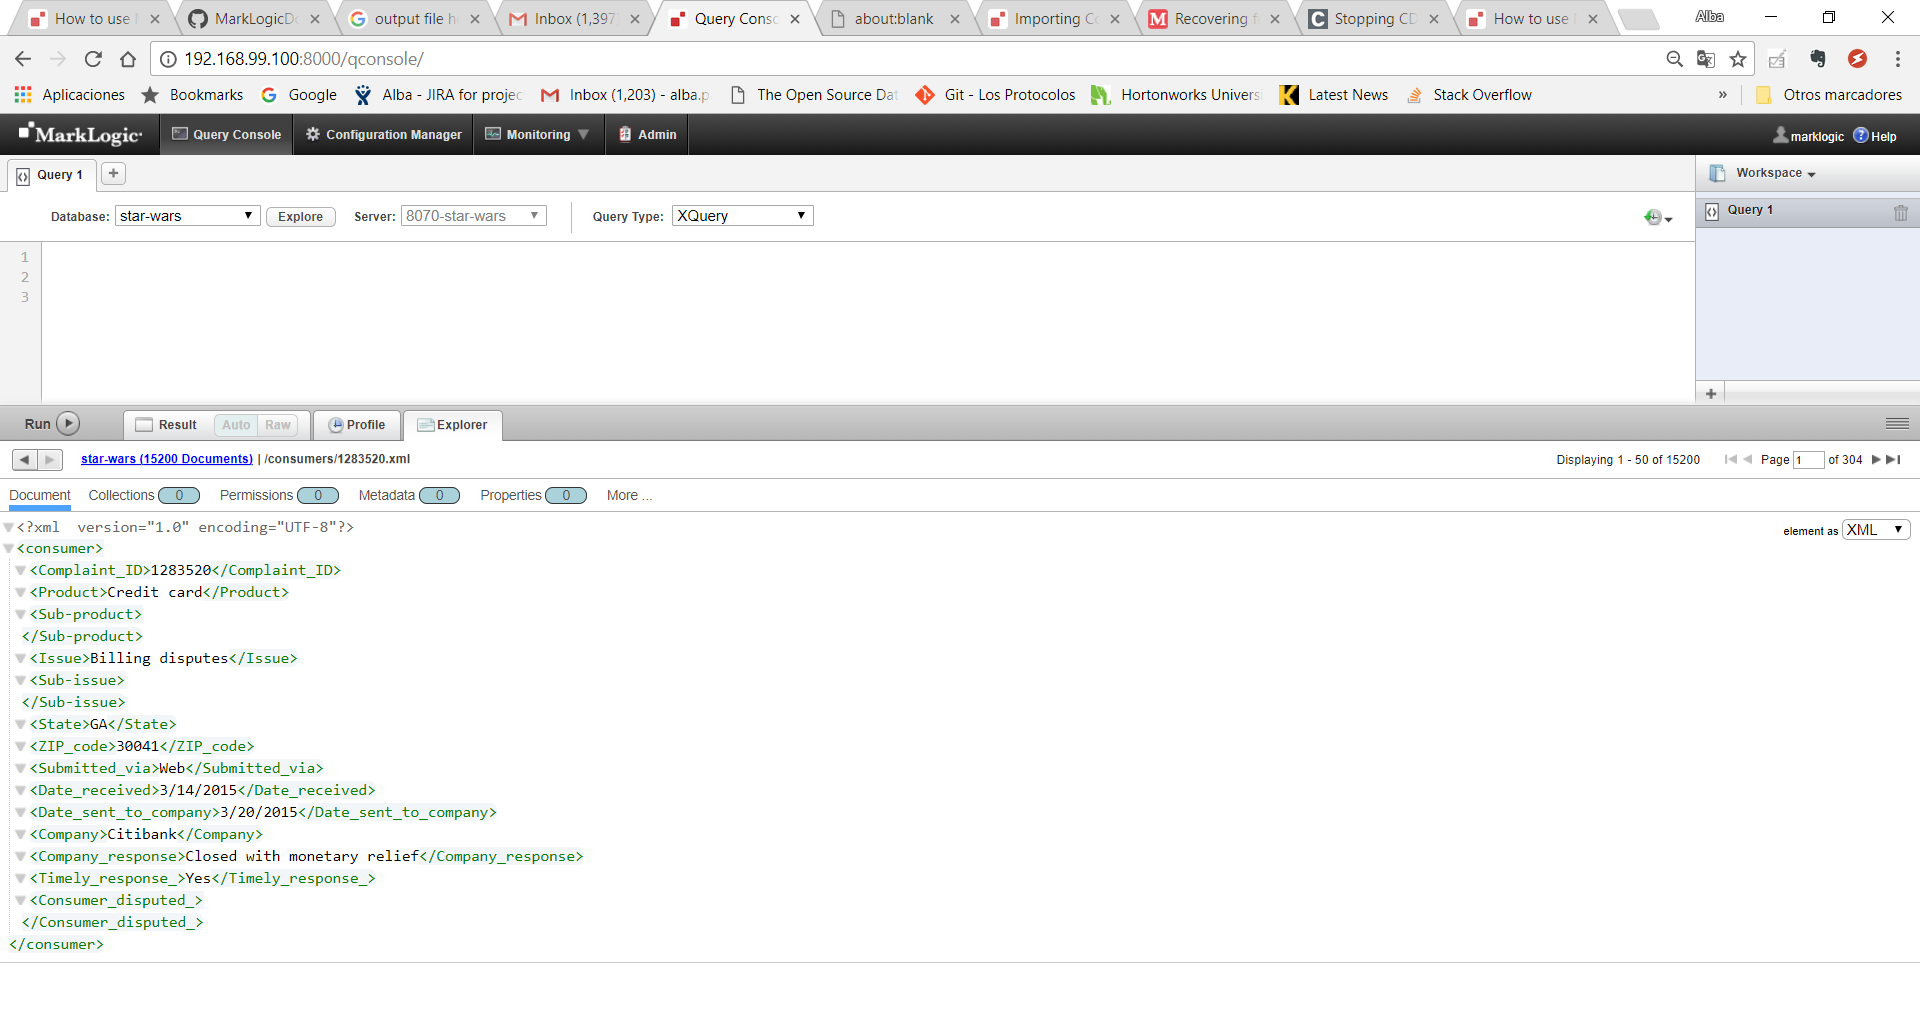 How to use
MarkLogicD
output file h
Inbox (1,397
Query Consc
about:blank
Importing Co
Recovering f
Stopping CD
How to use
Alba
192.168.99.100:8000/qconsole/
Aplicaciones
Bookmarks
Google
Alba - JIRA for projec
Inbox (1,203) - alba.p
The Open Source Dat
Git - Los Protocolos
Hortonworks Universi
Latest News
Stack Overflow
»
Otros marcadores
MarkLogic
Query Console
Configuration Manager
Monitoring
Admin
marklogic
Help
Query 1
+
Workspace
Database: star-wars
Explore
Server: 8070-star-wars
Query Type: XQuery
Query 1
1
2
3
+
Run
Result
Auto
Raw
Profile
Explorer
star-wars (15200 Documents) | /consumers/1283520.xml
Displaying 1 - 50 of 15200
Page 1 of 304
Document
Collections 0
Permissions 0
Metadata 0
Properties 0
More ...
element as XML
<?xml  version="1.0" encoding="UTF-8"?>
<consumer>
<Complaint_ID>1283520</Complaint_ID>
<Product>Credit card</Product>
<Sub-product>
</Sub-product>
<Issue>Billing disputes</Issue>
<Sub-issue>
</Sub-issue>
<State>GA</State>
<ZIP_code>30041</ZIP_code>
<Submitted_via>Web</Submitted_via>
<Date_received>3/14/2015</Date_received>
<Date_sent_to_company>3/20/2015</Date_sent_to_company>
<Company>Citibank</Company>
<Company_response>Closed with monetary relief</Company_response>
<Timely_response_>Yes</Timely_response_>
<Consumer_disputed_>
</Consumer_disputed_>
</consumer>